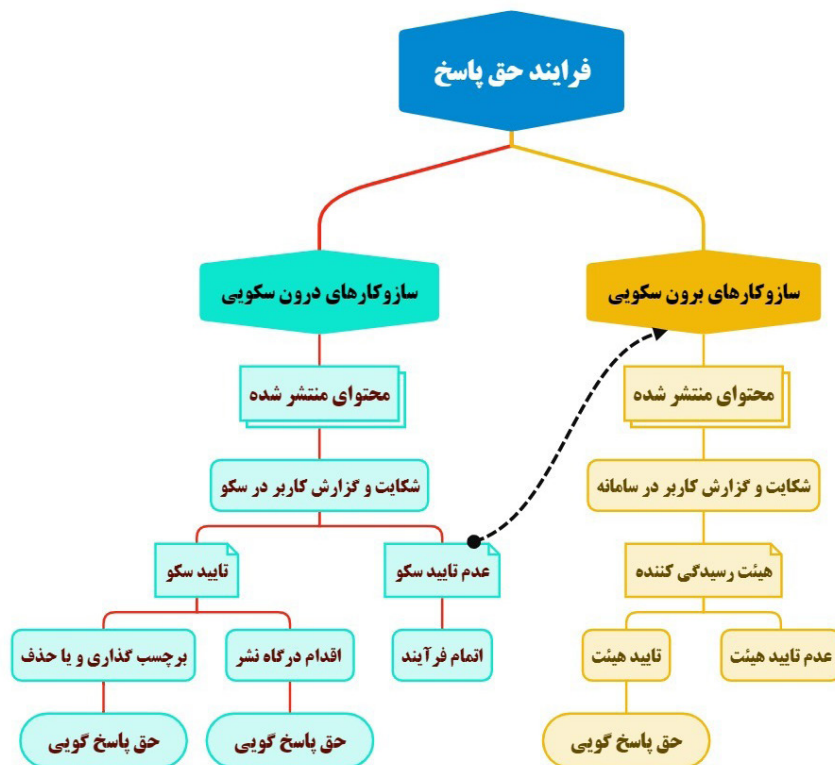 فرایند حق پاسخ
سازوکارهای برون سکویی
سازوکارهای درون سکویی
محتوای منتشر شده
محتوای منتشر شده
شکایت و گزارش کاربر در سامانه
شکایت و گزارش کاربر در سکو
هیئت رسیدگی کننده
عدم تایید سکو
تایید سکو
عدم تایید هیئت
تایید هیئت
اتمام فرآیند
اقدام درگاه نشر
برچسب گذاری و یا حذف
حق پاسخ گویی
حق پاسخ گویی
حق پاسخ گویی